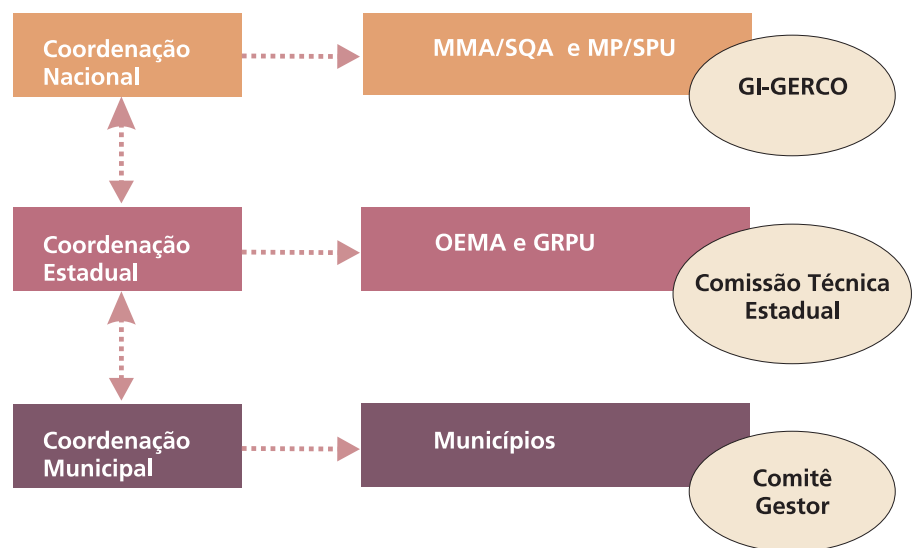 Coordenação
Nacional
MMA/SQA e MP/SPU
GI-GERCO
Coordenação
Estadual
OEMA e GRPU
Comissão Técnica
Estadual
Coordenação
Municipal
Municípios
Comitê
Gestor